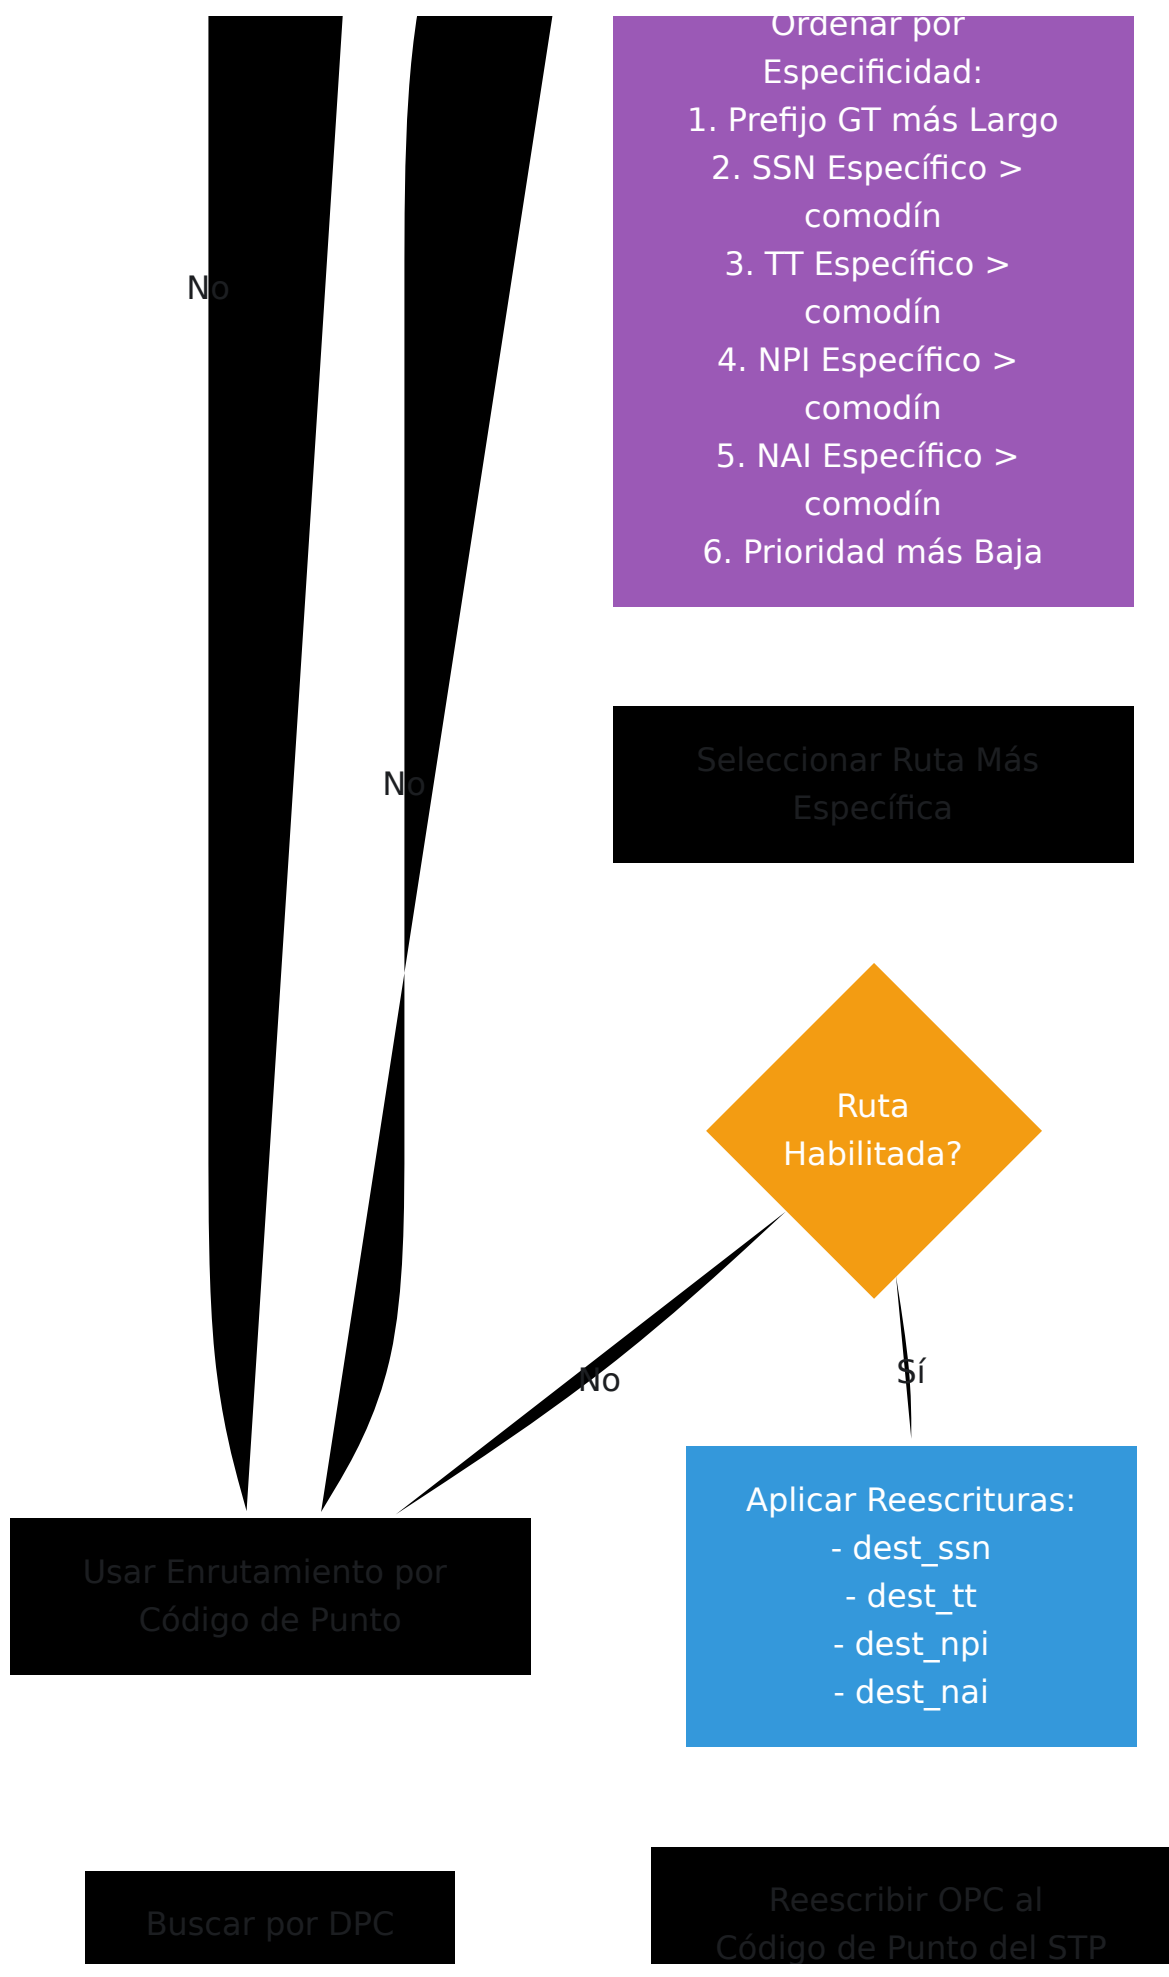 Ordenar por
Especificidad:
1. Prefijo GT más Largo
2. SSN Específico >
comodín
3. TT Específico >
comodín
4. NPI Específico >
comodín
5. NAI Específico >
comodín
6. Prioridad más Baja
No
No
Seleccionar Ruta Más
Específica
Ruta
Habilitada?
No
Sí
Aplicar Reescrituras:
- dest_ssn
- dest_tt
- dest_npi
- dest_nai
Usar Enrutamiento por
Código de Punto
Buscar por DPC
Reescribir OPC al
Código de Punto del STP